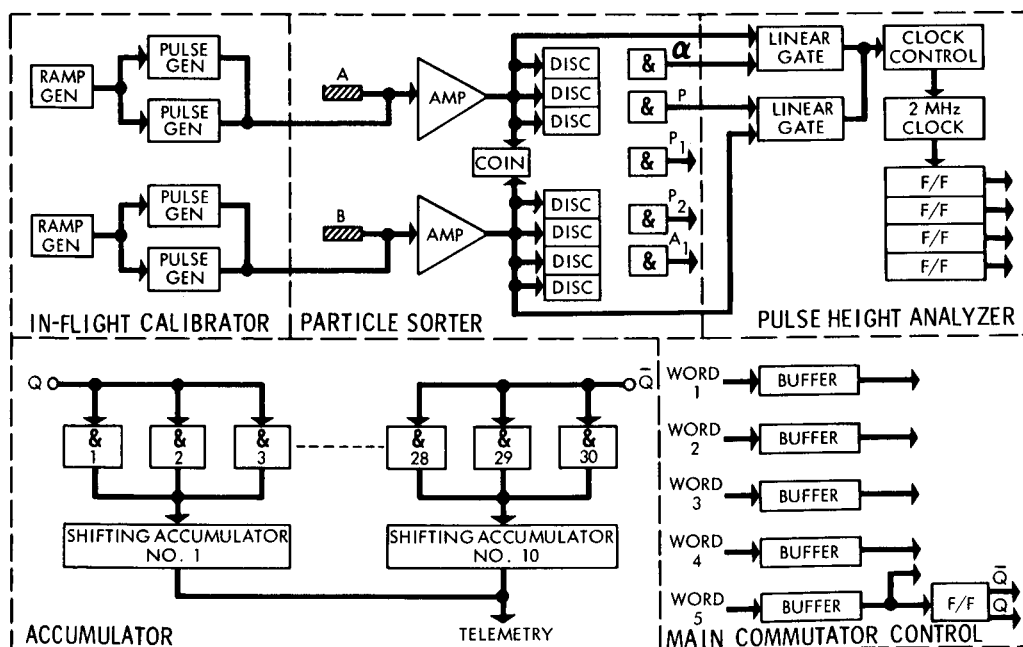 RAMP
GEN
PULSE
GEN
PULSE
GEN
RAMP
GEN
PULSE
GEN
PULSE
GEN
IN-FLIGHT CALIBRATOR
A
AMP
DISC
DISC
DISC
COIN
B
AMP
DISC
DISC
DISC
DISC
& α
& P
& P1
& P2
& A1
PARTICLE SORTER
LINEAR
GATE
LINEAR
GATE
CLOCK
CONTROL
2 MHz
CLOCK
F/F
F/F
F/F
F/F
PULSE HEIGHT ANALYZER
Q
&
1
&
2
&
3
&
28
&
29
&
30
Q̄
SHIFTING ACCUMULATOR
NO. 1
SHIFTING ACCUMULATOR
NO. 10
TELEMETRY
ACCUMULATOR
WORD
1
BUFFER
WORD
2
BUFFER
WORD
3
BUFFER
WORD
4
BUFFER
WORD
5
BUFFER
F/F
Q̄
Q
MAIN COMMUTATOR CONTROL